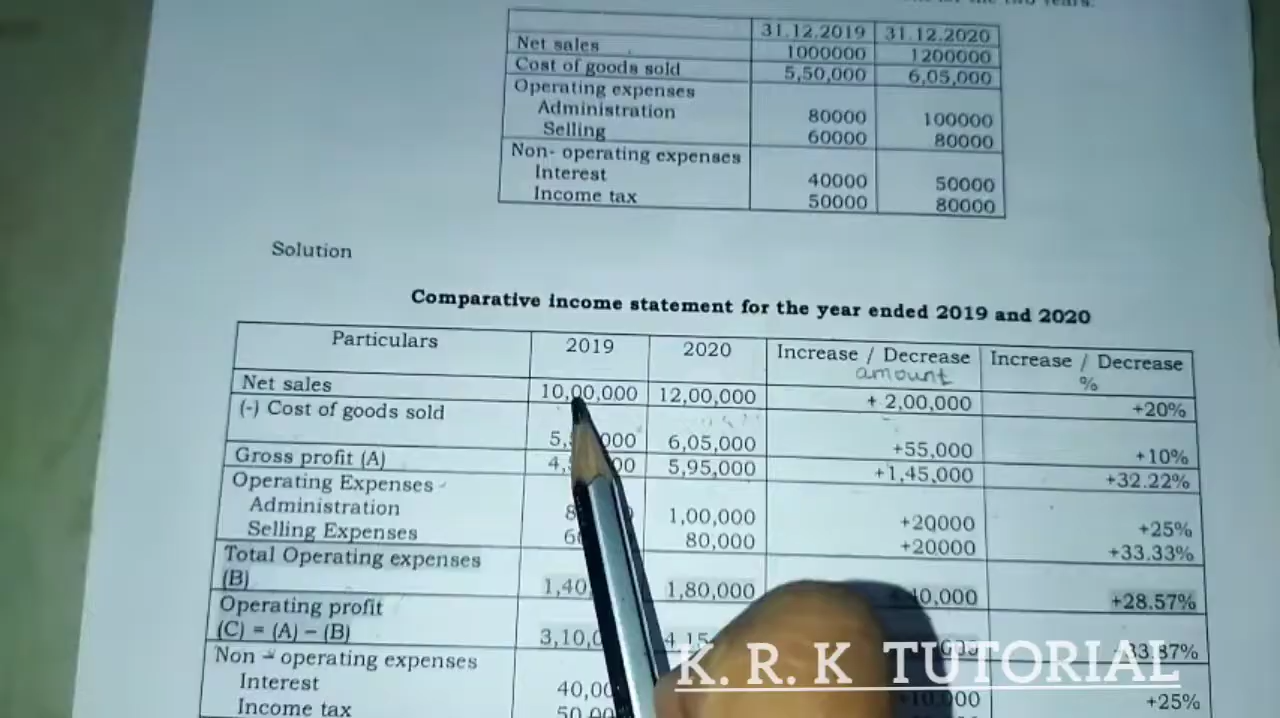 the two years.
31.12.2019 31.12.2020
Net sales 1000000 1200000
Cost of goods sold 5,50,000 6,05,000
Operating expenses
Administration 80000 100000
Selling 60000 80000
Non- operating expenses
Interest 40000 50000
Income tax 50000 80000
Solution
Comparative income statement for the year ended 2019 and 2020
Particulars 2019 2020 Increase / Decrease amount Increase / Decrease %
Net sales 10,00,000 12,00,000 + 2,00,000 +20%
(-) Cost of goods sold
6,05,000 +55,000 +10%
Gross profit (A) 5,95,000 +1,45,000 +32.22%
Operating Expenses
Administration 1,00,000 +20000 +25%
Selling Expenses 80,000 +20000 +33.33%
Total Operating expenses
(B) 1,80,000 +28.57%
Operating profit
(C) = (A) – (B)
Non - operating expenses
Interest +25%
Income tax
K. R. K TUTORIAL